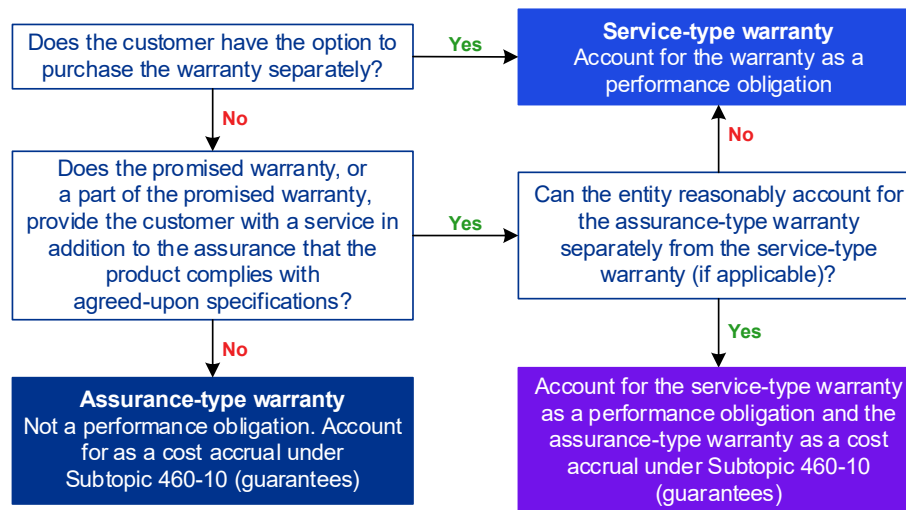 Does the customer have the option to
purchase the warranty separately?
Yes
Service-type warranty
Account for the warranty as a
performance obligation
No
No
Does the promised warranty, or
a part of the promised warranty,
provide the customer with a service in
addition to the assurance that the
product complies with
agreed-upon specifications?
Yes
Can the entity reasonably account for
the assurance-type warranty
separately from the service-type
warranty (if applicable)?
No
Yes
Assurance-type warranty
Not a performance obligation. Account
for as a cost accrual under
Subtopic 460-10 (guarantees)
Account for the service-type warranty
as a performance obligation and the
assurance-type warranty as a cost
accrual under Subtopic 460-10
(guarantees)